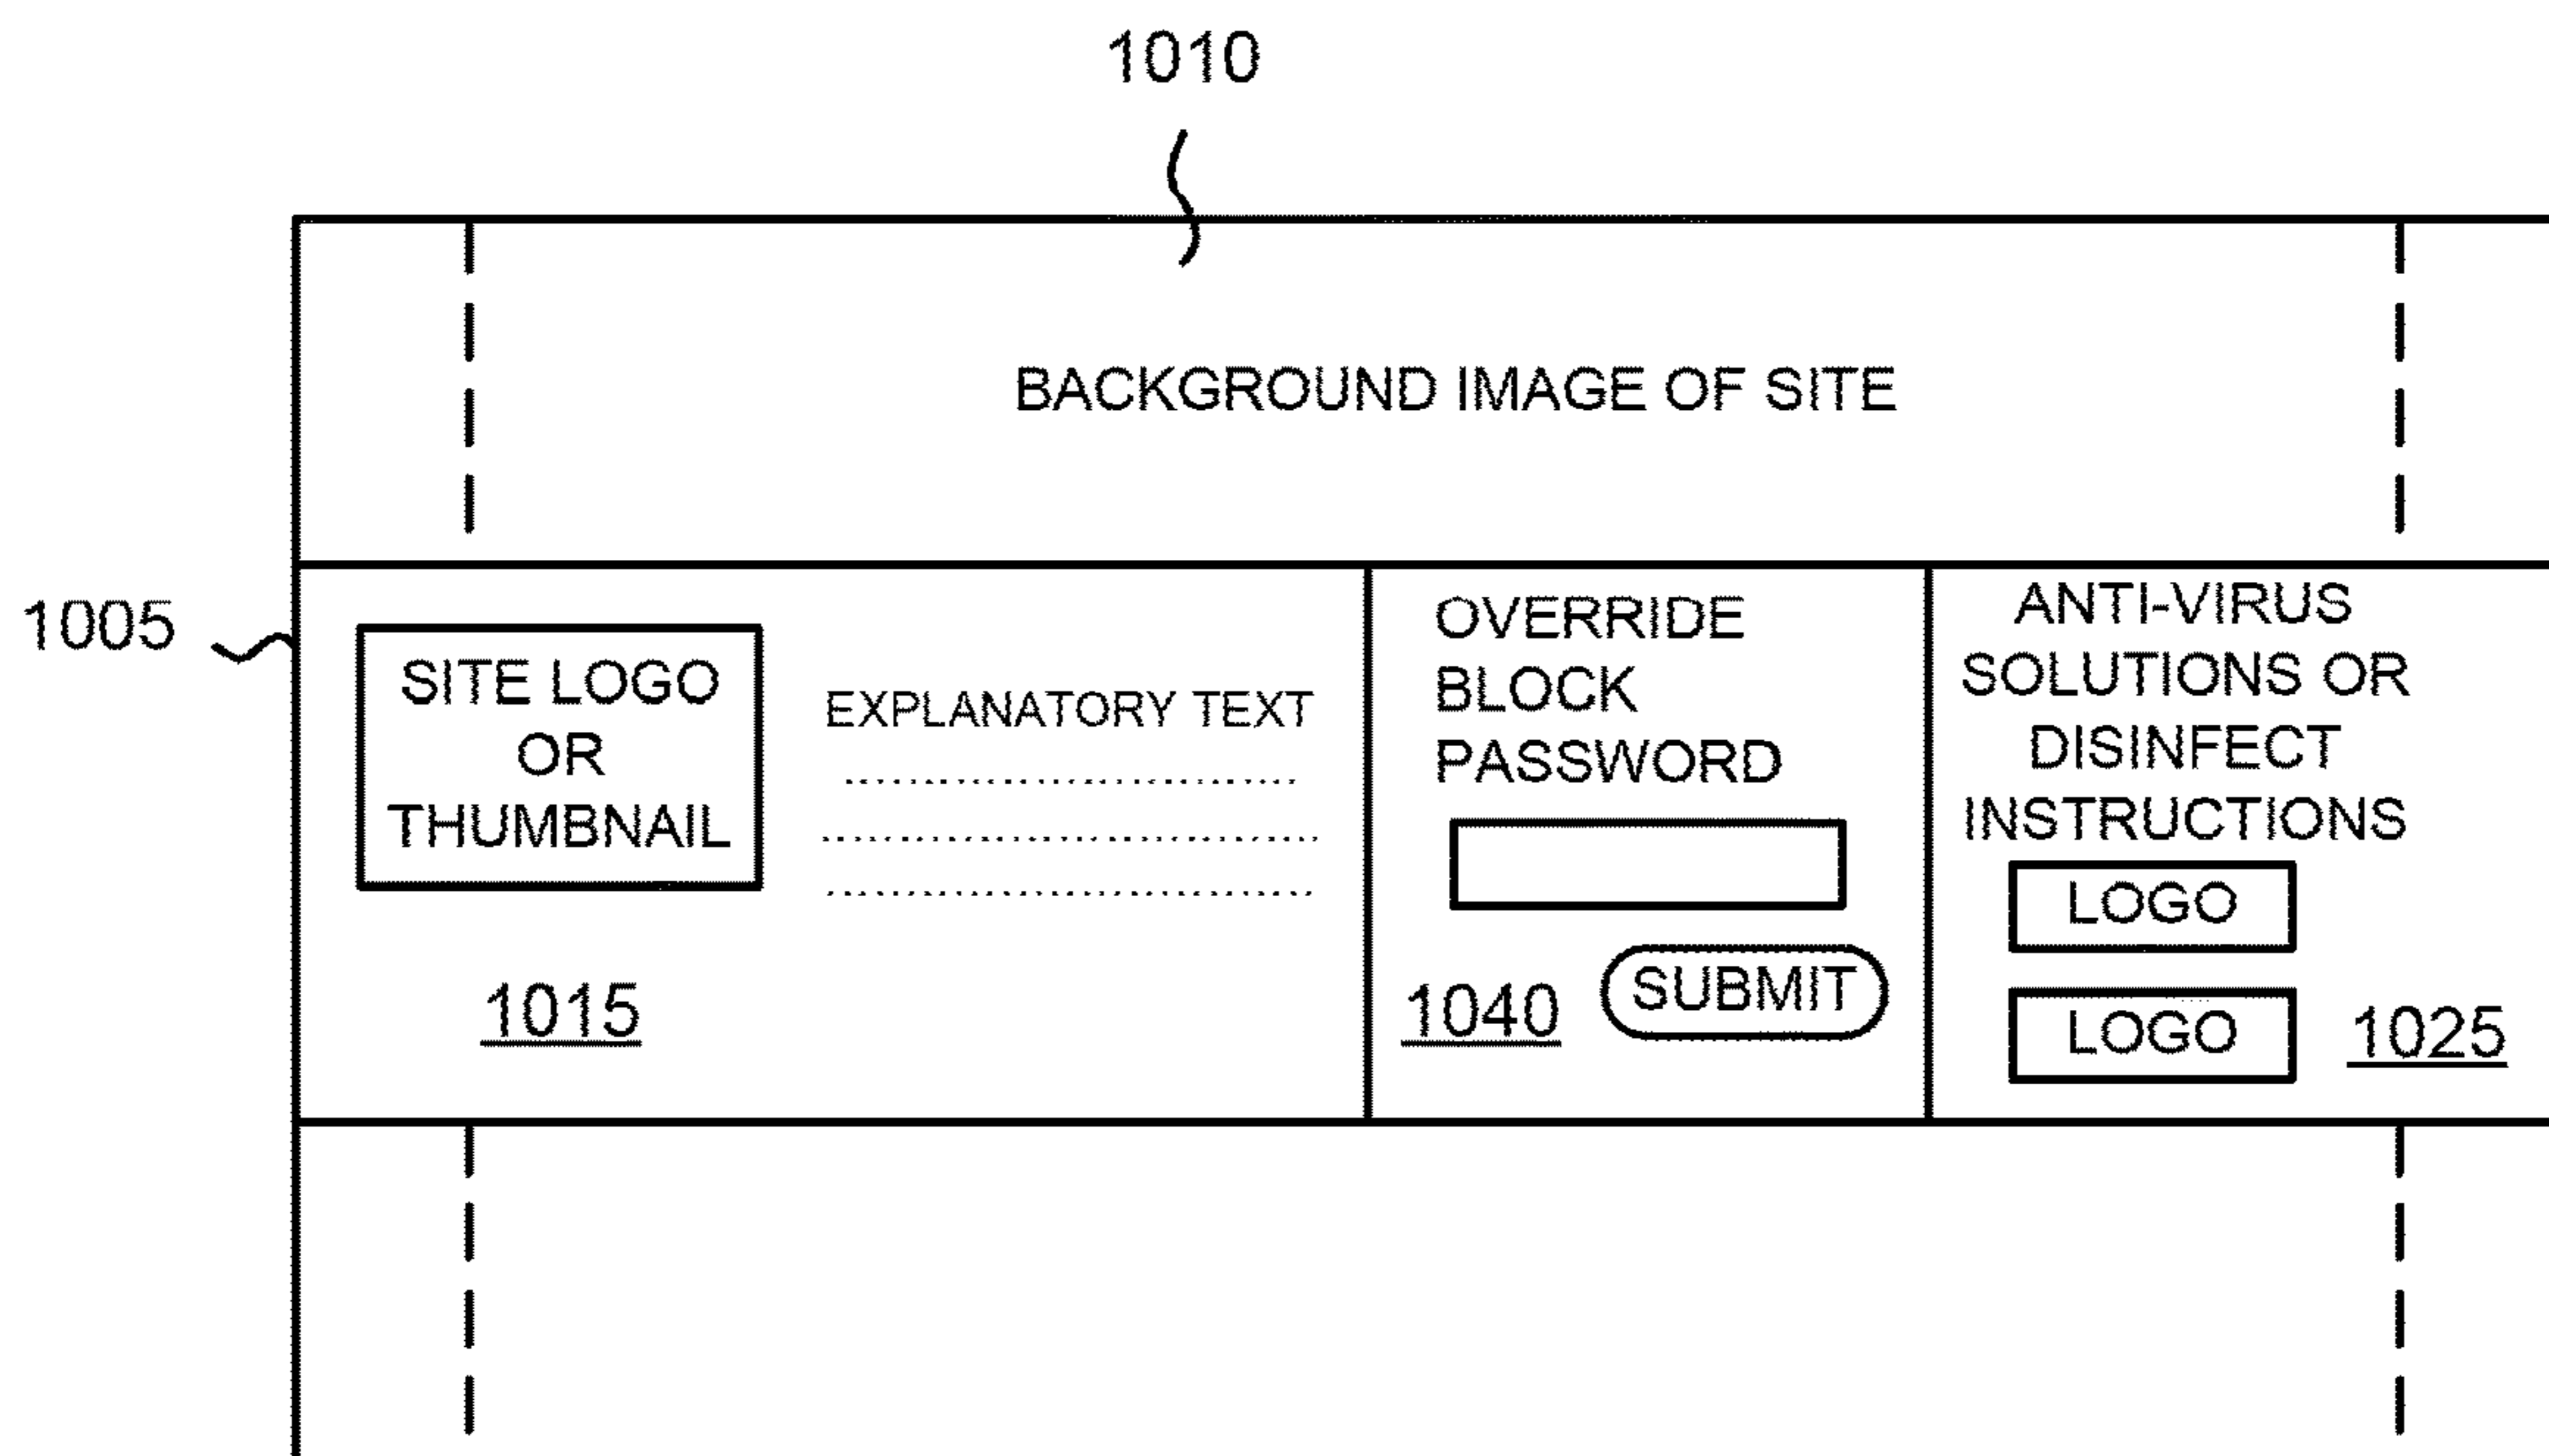 1010
BACKGROUND IMAGE OF SITE
1005
SITE LOGO
OR
THUMBNAIL
EXPLANATORY TEXT
1015
OVERRIDE
BLOCK
PASSWORD
1040
SUBMIT
ANTI-VIRUS
SOLUTIONS OR
DISINFECT
INSTRUCTIONS
LOGO
LOGO
1025